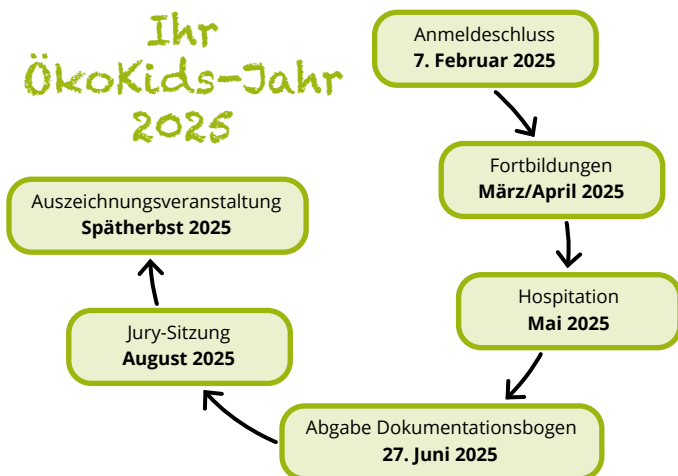 Ihr
ÖkoKids-Jahr
2025
Anmeldeschluss
7. Februar 2025
Fortbildungen
März/April 2025
Hospitation
Mai 2025
Abgabe Dokumentationsbogen
27. Juni 2025
Jury-Sitzung
August 2025
Auszeichnungsveranstaltung
Spätherbst 2025